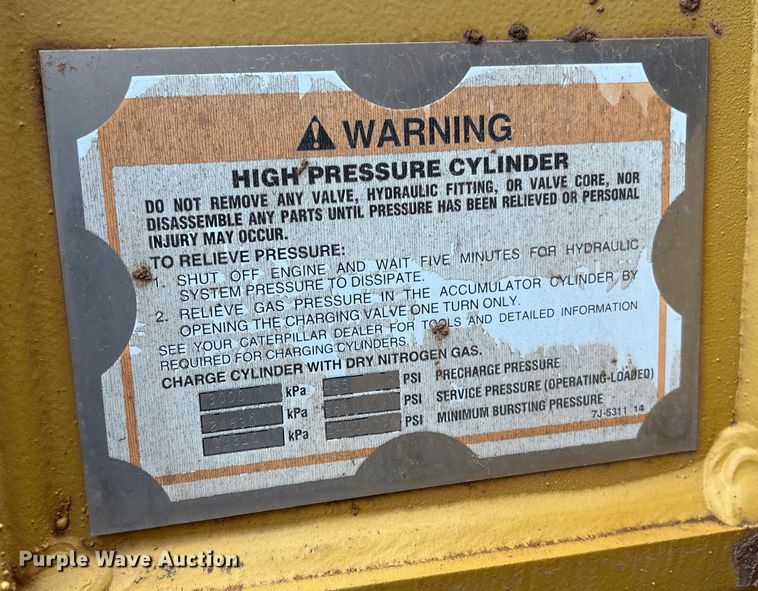 WARNING
HIGH PRESSURE CYLINDER
DO NOT REMOVE ANY VALVE, HYDRAULIC FITTING, OR VALVE CORE, NOR
DISASSEMBLE ANY PARTS UNTIL PRESSURE HAS BEEN RELIEVED OR PERSONAL
INJURY MAY OCCUR.
TO RELIEVE PRESSURE:
1. SHUT OFF ENGINE AND WAIT FIVE MINUTES FOR HYDRAULIC
SYSTEM PRESSURE TO DISSIPATE.
2. RELIEVE GAS PRESSURE IN THE ACCUMULATOR CYLINDER BY
OPENING THE CHARGING VALVE ONE TURN ONLY.
SEE YOUR CATERPILLAR DEALER FOR TOOLS AND DETAILED INFORMATION
REQUIRED FOR CHARGING CYLINDERS.
CHARGE CYLINDER WITH DRY NITROGEN GAS.
kPa PSI PRECHARGE PRESSURE
kPa PSI SERVICE PRESSURE (OPERATING-LOADED)
kPa PSI MINIMUM BURSTING PRESSURE
7J-5311 14
Purple Wave Auction